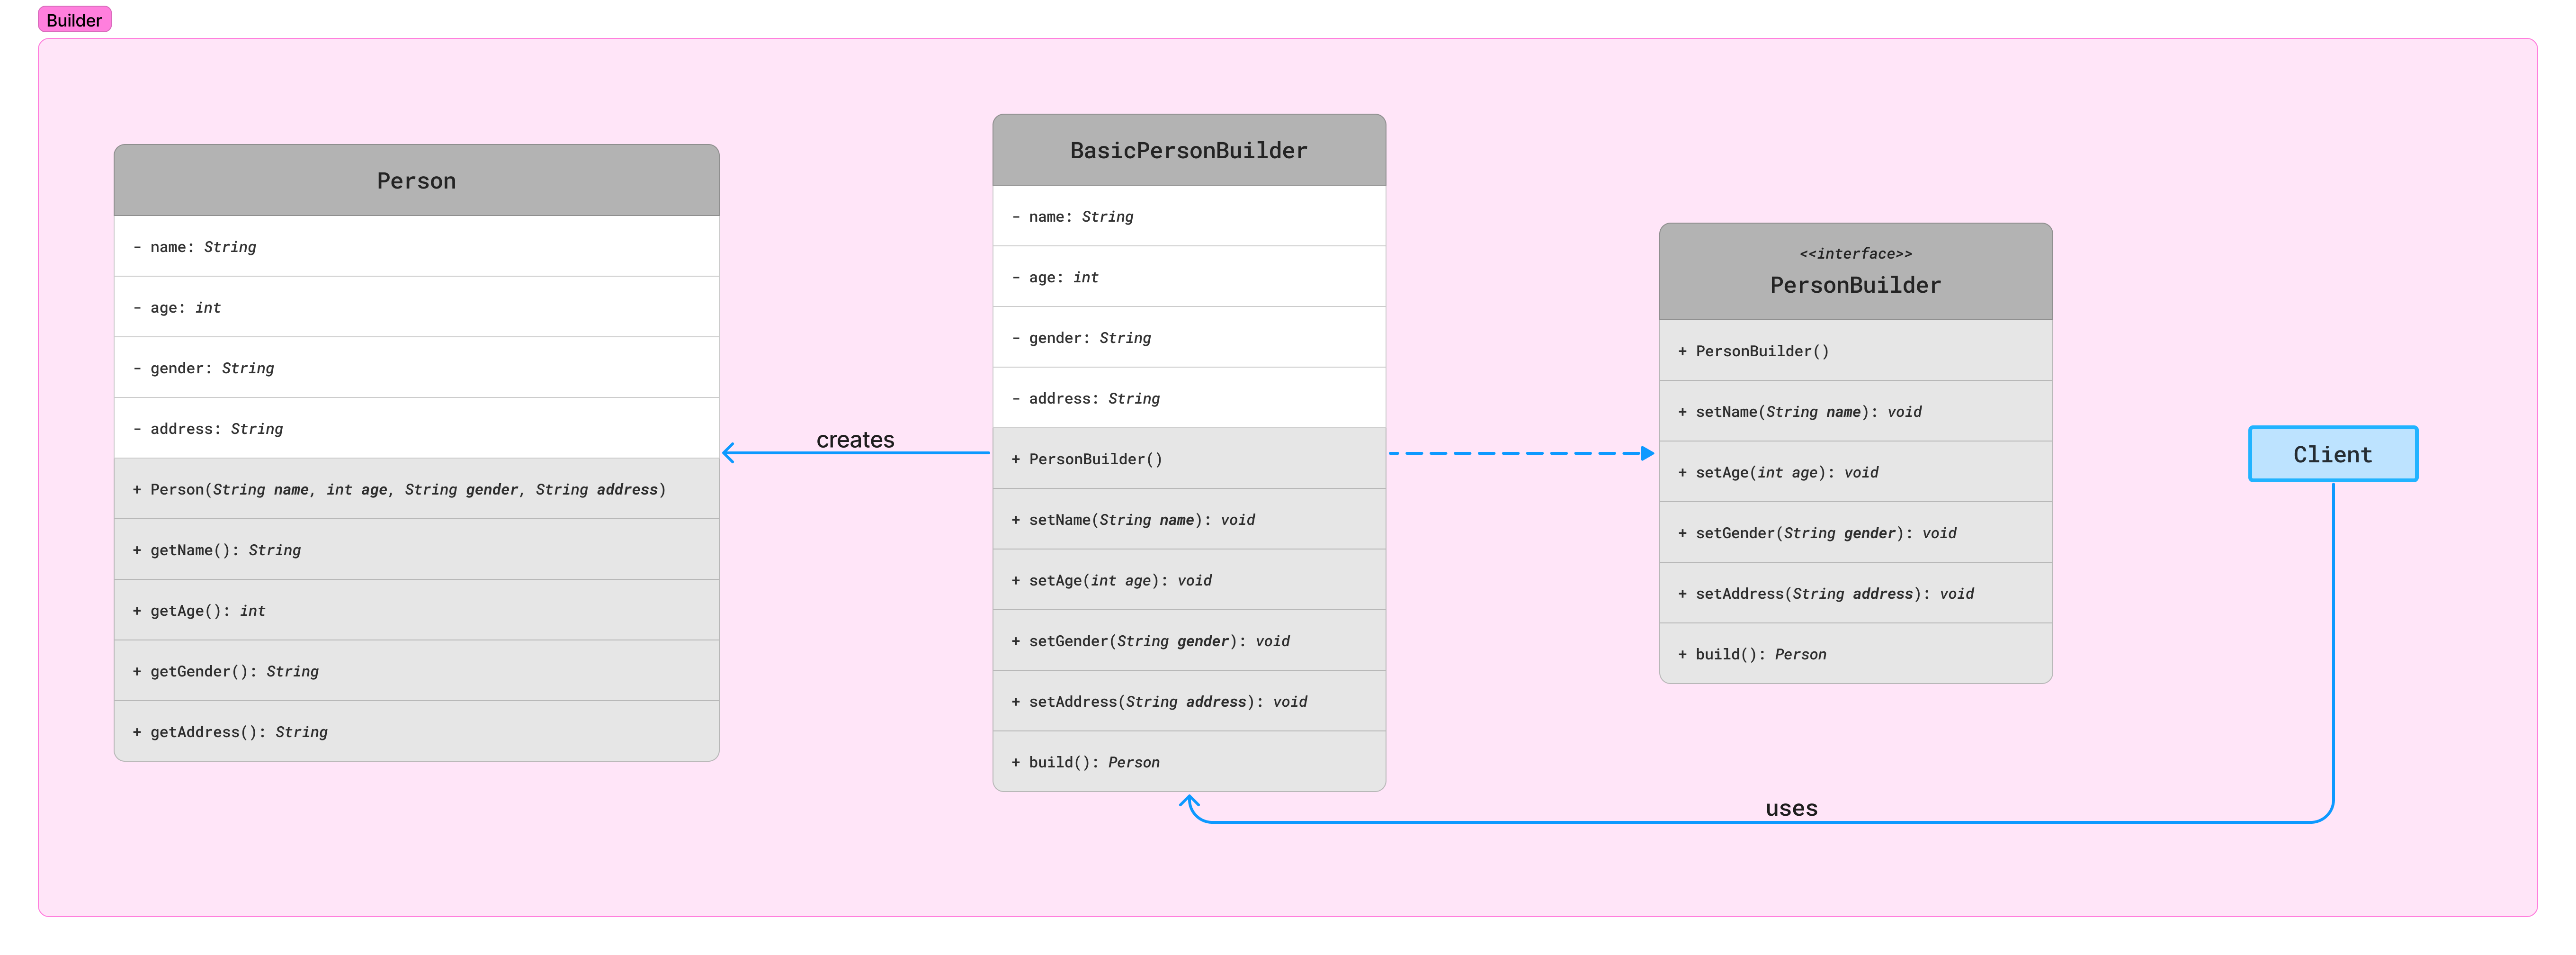 Builder
Person
- name: String
- age: int
- gender: String
- address: String
+ Person(String name, int age, String gender, String address)
+ getName(): String
+ getAge(): int
+ getGender(): String
+ getAddress(): String
creates
BasicPersonBuilder
- name: String
- age: int
- gender: String
- address: String
+ PersonBuilder()
+ setName(String name): void
+ setAge(int age): void
+ setGender(String gender): void
+ setAddress(String address): void
+ build(): Person
<<interface>>
PersonBuilder
+ PersonBuilder()
+ setName(String name): void
+ setAge(int age): void
+ setGender(String gender): void
+ setAddress(String address): void
+ build(): Person
Client
uses